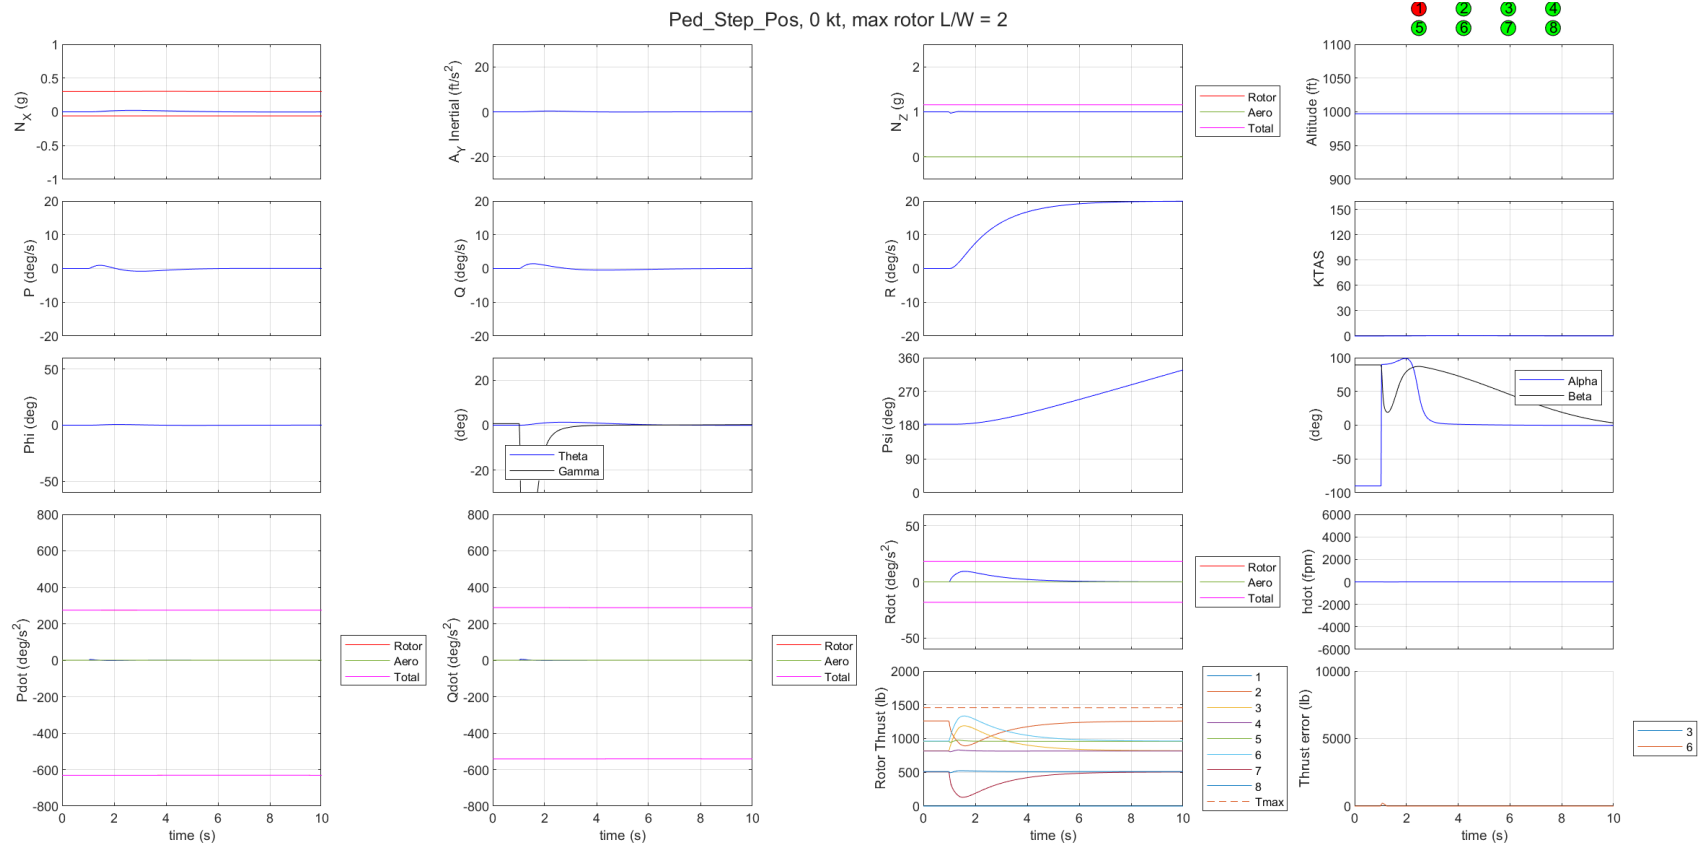 Ped_Step_Pos, 0 kt, max rotor L/W = 2
1 2 3 4
5 6 7 8
N_X (g)
1
0.5
0
-0.5
-1
A_Y Inertial (ft/s^2)
20
0
-20
N_Z (g)
2
1
0
Rotor
Aero
Total
Altitude (ft)
1100
1050
1000
950
900
P (deg/s)
20
10
0
-10
-20
Q (deg/s)
20
10
0
-10
-20
R (deg/s)
20
10
0
-10
-20
KTAS
150
120
90
60
30
0
Phi (deg)
50
0
-50
(deg)
20
0
-20
Theta
Gamma
Psi (deg)
360
270
180
90
0
(deg)
100
50
0
-50
-100
Alpha
Beta
Pdot (deg/s^2)
800
600
400
200
0
-200
-400
-600
-800
0 2 4 6 8 10
time (s)
Rotor
Aero
Total
Qdot (deg/s^2)
800
600
400
200
0
-200
-400
-600
-800
0 2 4 6 8 10
time (s)
Rotor
Aero
Total
Rdot (deg/s^2)
50
0
-50
Rotor
Aero
Total
hdot (fpm)
6000
4000
2000
0
-2000
-4000
-6000
Rotor Thrust (lb)
2000
1500
1000
500
0
0 2 4 6 8 10
time (s)
1
2
3
4
5
6
7
8
Tmax
Thrust error (lb)
10000
5000
0
0 2 4 6 8 10
time (s)
3
6